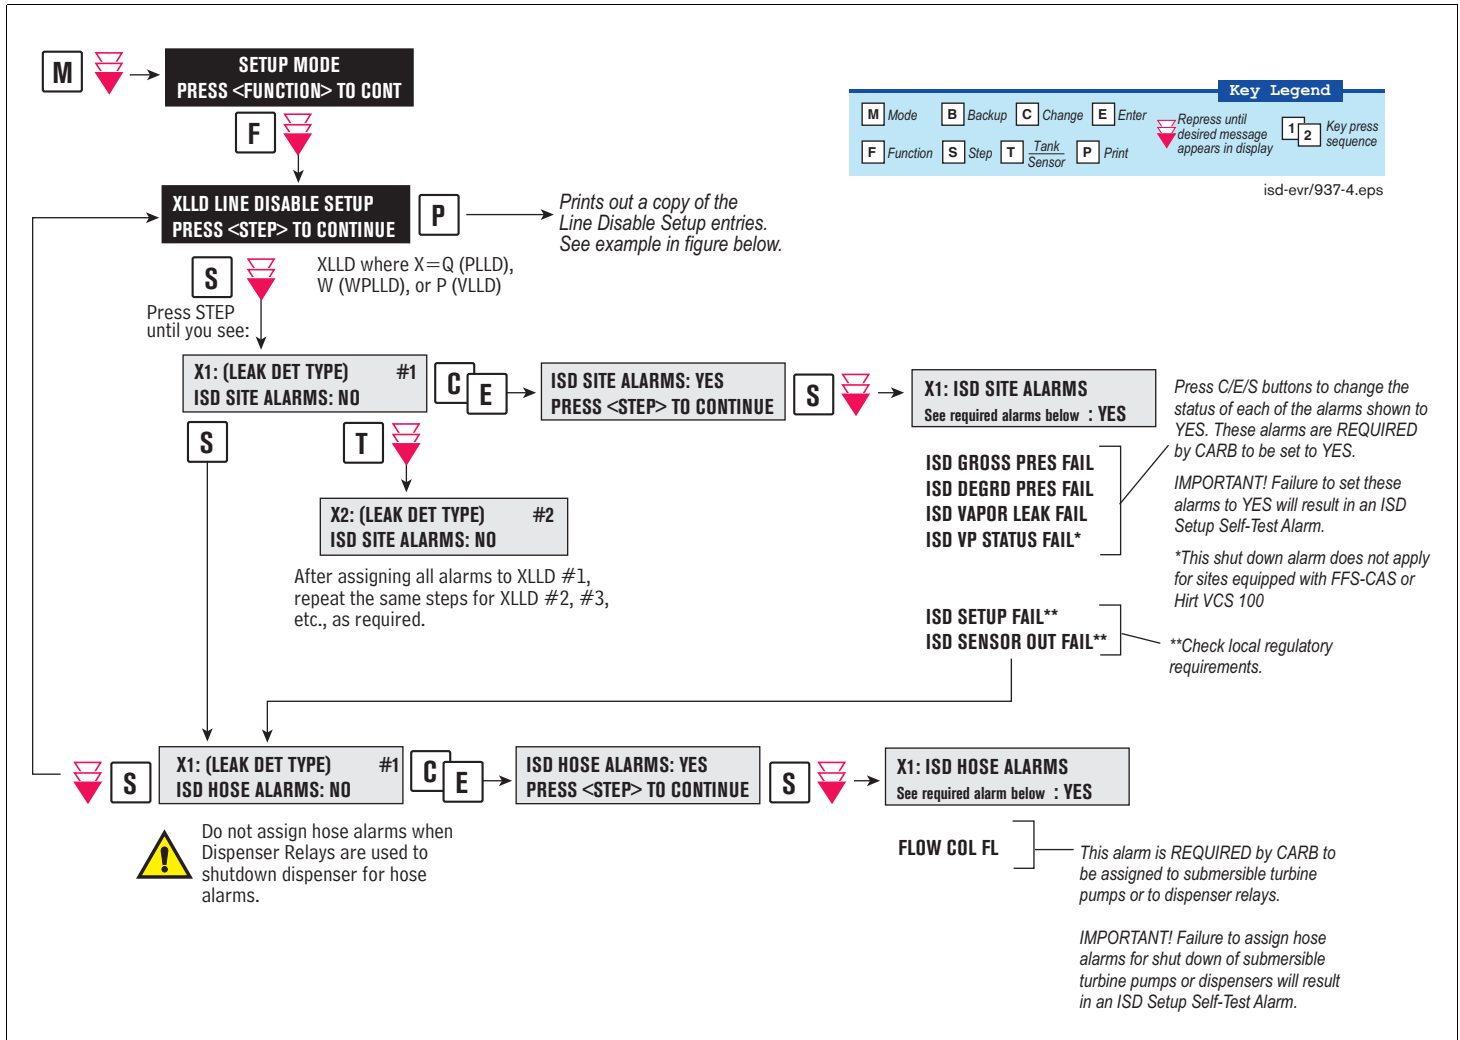 M
SETUP MODE
PRESS <FUNCTION> TO CONT
F
Key Legend
M Mode B Backup C Change E Enter
F Function S Step T Tank Sensor P Print
Repress until
desired message
appears in display
1 2
Key press
sequence
isd-evr/937-4.eps
XLLD LINE DISABLE SETUP
PRESS <STEP> TO CONTINUE
P
Prints out a copy of the
Line Disable Setup entries.
See example in figure below.
S
XLLD where X=Q (PLLD),
W (WPLLD), or P (VLLD)
Press STEP
until you see:
X1: (LEAK DET TYPE) #1
ISD SITE ALARMS: NO
C E
ISD SITE ALARMS: YES
PRESS <STEP> TO CONTINUE
S
X1: ISD SITE ALARMS
See required alarms below : YES
Press C/E/S buttons to change the
status of each of the alarms shown to
YES. These alarms are REQUIRED
by CARB to be set to YES.
IMPORTANT! Failure to set these
alarms to YES will result in an ISD
Setup Self-Test Alarm.
*This shut down alarm does not apply
for sites equipped with FFS-CAS or
Hirt VCS 100
S
T
ISD GROSS PRES FAIL
ISD DEGRD PRES FAIL
ISD VAPOR LEAK FAIL
ISD VP STATUS FAIL*
X2: (LEAK DET TYPE) #2
ISD SITE ALARMS: NO
After assigning all alarms to XLLD #1,
repeat the same steps for XLLD #2, #3,
etc., as required.
ISD SETUP FAIL**
ISD SENSOR OUT FAIL**
**Check local regulatory
requirements.
S
X1: (LEAK DET TYPE) #1
ISD HOSE ALARMS: NO
C E
ISD HOSE ALARMS: YES
PRESS <STEP> TO CONTINUE
S
X1: ISD HOSE ALARMS
See required alarm below : YES
Do not assign hose alarms when
Dispenser Relays are used to
shutdown dispenser for hose
alarms.
FLOW COL FL
This alarm is REQUIRED by CARB to
be assigned to submersible turbine
pumps or to dispenser relays.
IMPORTANT! Failure to assign hose
alarms for shut down of submersible
turbine pumps or dispensers will result
in an ISD Setup Self-Test Alarm.